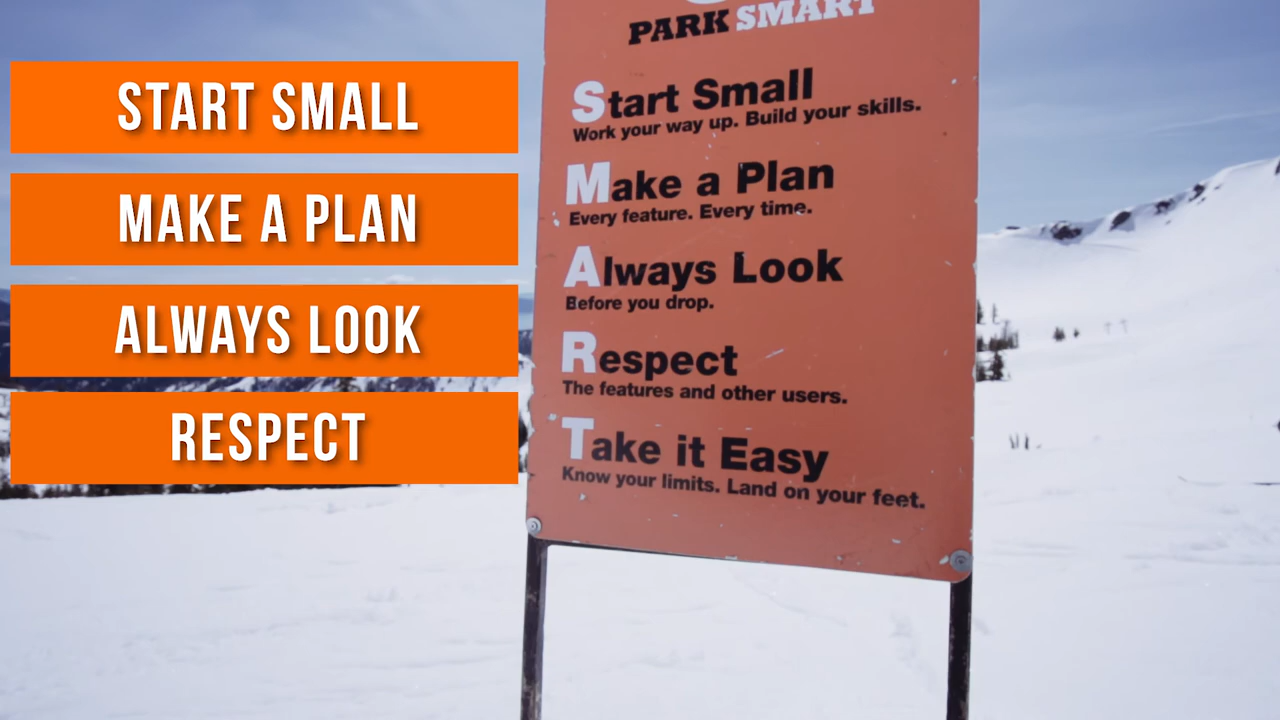 START SMALL
MAKE A PLAN
ALWAYS LOOK
RESPECT
PARK SMART
Start Small
Work your way up. Build your skills.
Make a Plan
Every feature. Every time.
Always Look
Before you drop.
Respect
The features and other users.
Take it Easy
Know your limits. Land on your feet.